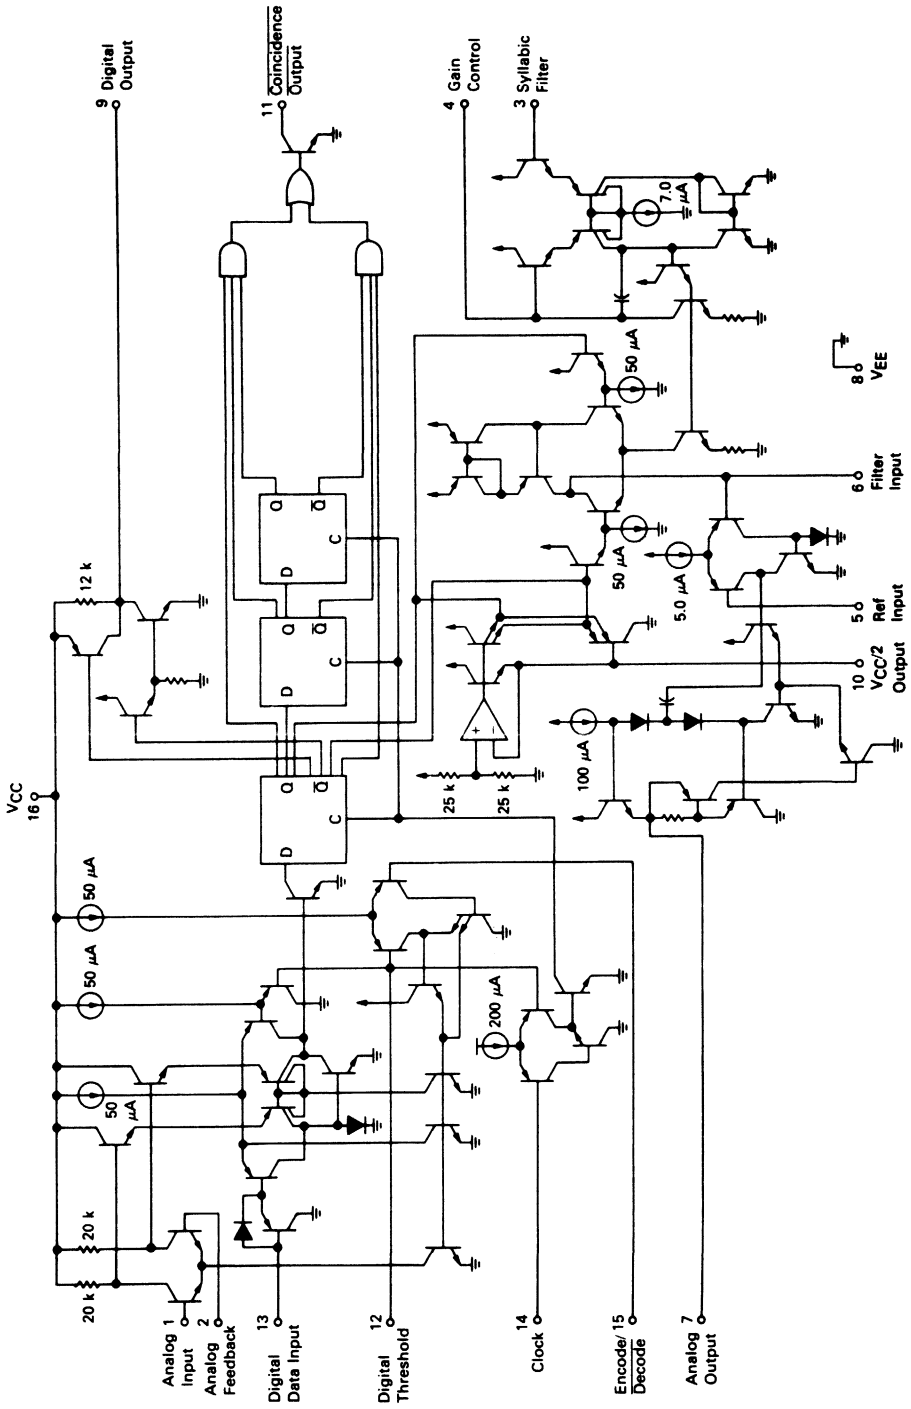 9 Digital
Output
11 Coincidence
Output
4 Gain
Control
3 Syllabic
Filter
7.0
μA
Q
Q
D
C
12 k
Q
Q
D
C
Q
Q
D
C
VCC
16
50 μA
50 μA
50
μA
20 k
20 k
50 μA
50 μA
5.0 μA
+
−
25 k
25 k
100 μA
200 μA
8
VEE
6
Filter
Input
5
Ref
Input
10
VCC/2
Output
Analog 1
Input
Analog 2
Feedback
Digital 13
Data Input
Digital 12
Threshold
Clock 14
Encode/ 15
Decode
Analog 7
Output